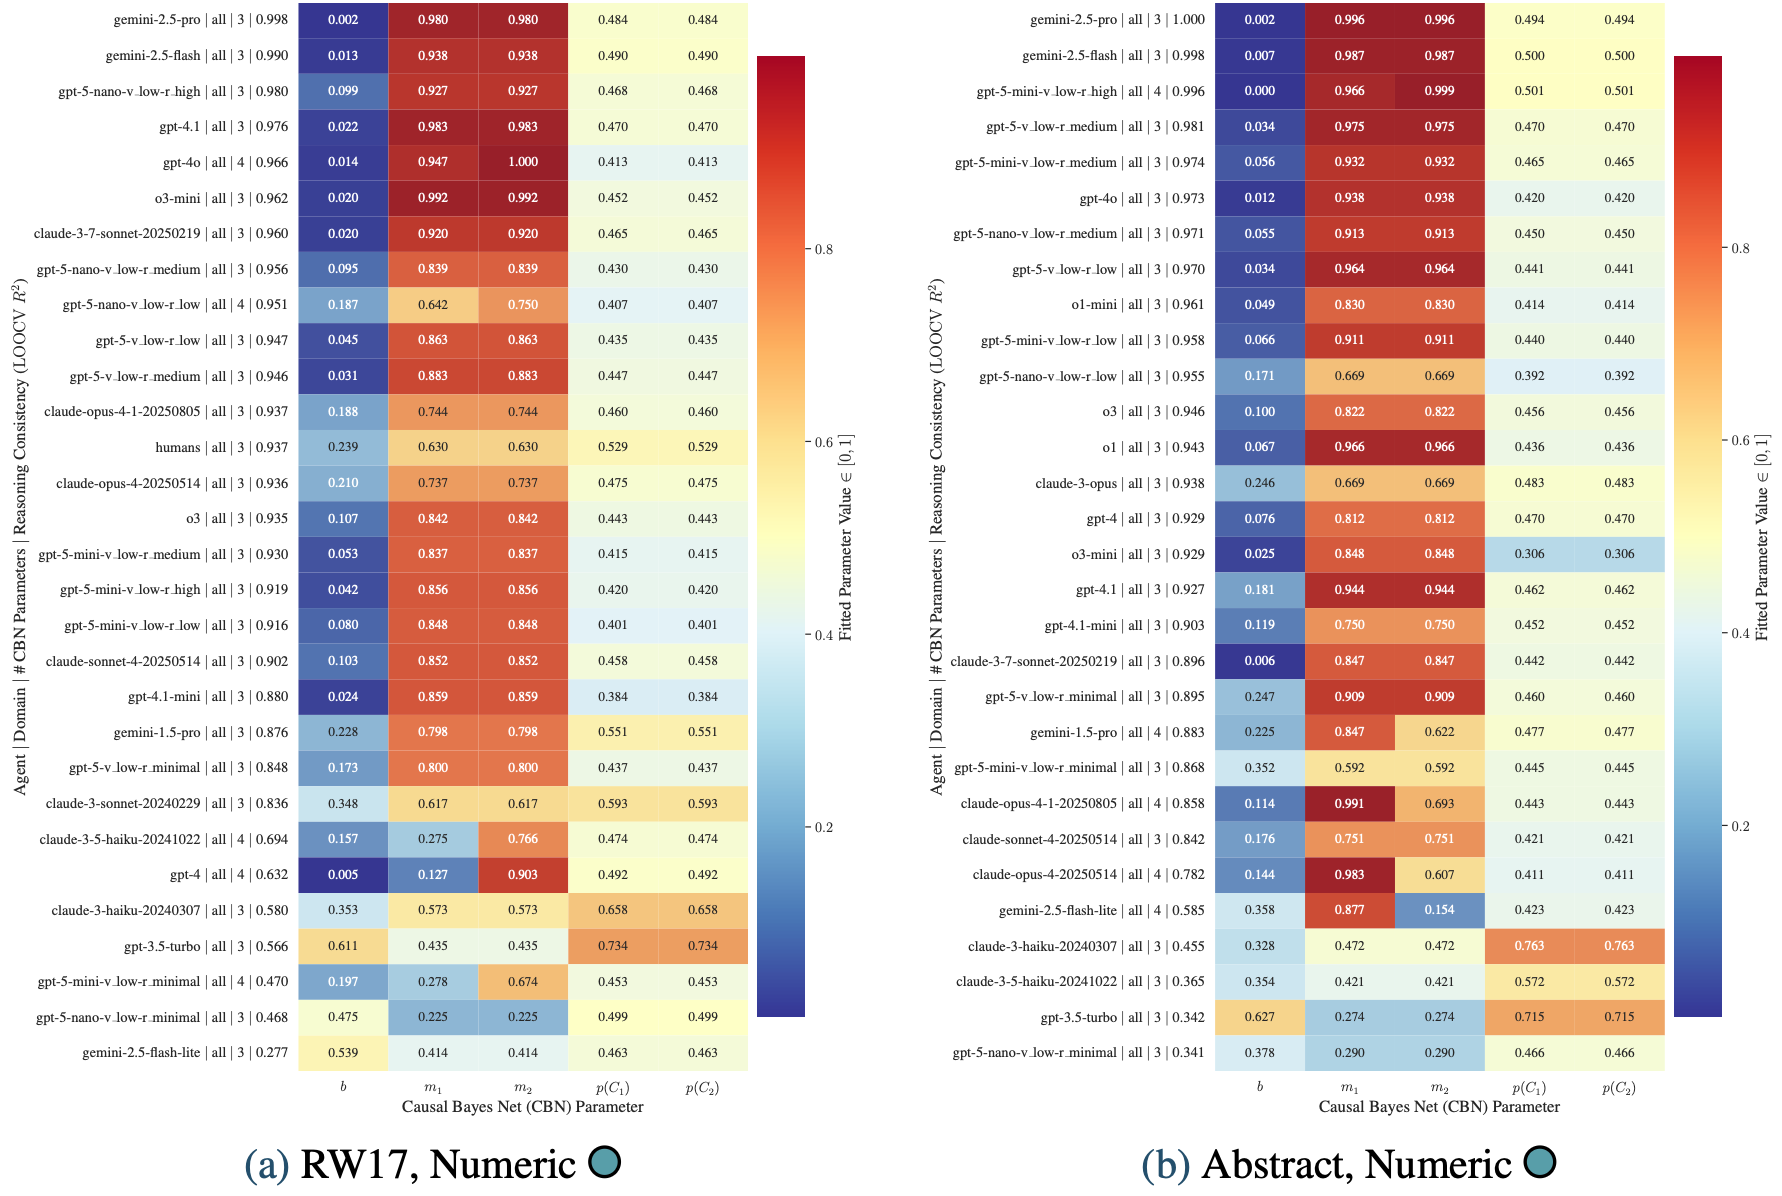 Agent | Domain | # CBN Parameters | Reasoning Consistency (LOOCV R²)
gemini-2.5-pro | all | 3 | 0.998 0.002 0.980 0.980 0.484 0.484
gemini-2.5-flash | all | 3 | 0.990 0.013 0.938 0.938 0.490 0.490
gpt-5-nano-v_low-r_high | all | 3 | 0.980 0.099 0.927 0.927 0.468 0.468
gpt-4.1 | all | 3 | 0.976 0.022 0.983 0.983 0.470 0.470
gpt-4o | all | 4 | 0.966 0.014 0.947 1.000 0.413 0.413
o3-mini | all | 3 | 0.962 0.020 0.992 0.992 0.452 0.452
claude-3-7-sonnet-20250219 | all | 3 | 0.960 0.020 0.920 0.920 0.465 0.465
gpt-5-nano-v_low-r_medium | all | 3 | 0.956 0.095 0.839 0.839 0.430 0.430
gpt-5-nano-v_low-r_low | all | 4 | 0.951 0.187 0.642 0.750 0.407 0.407
gpt-5-v_low-r_low | all | 3 | 0.947 0.045 0.863 0.863 0.435 0.435
gpt-5-v_low-r_medium | all | 3 | 0.946 0.031 0.883 0.883 0.447 0.447
claude-opus-4-1-20250805 | all | 3 | 0.937 0.188 0.744 0.744 0.460 0.460
humans | all | 3 | 0.937 0.239 0.630 0.630 0.529 0.529
claude-opus-4-20250514 | all | 3 | 0.936 0.210 0.737 0.737 0.475 0.475
o3 | all | 3 | 0.935 0.107 0.842 0.842 0.443 0.443
gpt-5-mini-v_low-r_medium | all | 3 | 0.930 0.053 0.837 0.837 0.415 0.415
gpt-5-mini-v_low-r_high | all | 3 | 0.919 0.042 0.856 0.856 0.420 0.420
gpt-5-mini-v_low-r_low | all | 3 | 0.916 0.080 0.848 0.848 0.401 0.401
claude-sonnet-4-20250514 | all | 3 | 0.902 0.103 0.852 0.852 0.458 0.458
gpt-4.1-mini | all | 3 | 0.880 0.024 0.859 0.859 0.384 0.384
gemini-1.5-pro | all | 3 | 0.876 0.228 0.798 0.798 0.551 0.551
gpt-5-v_low-r_minimal | all | 3 | 0.848 0.173 0.800 0.800 0.437 0.437
claude-3-sonnet-20240229 | all | 3 | 0.836 0.348 0.617 0.617 0.593 0.593
claude-3-5-haiku-20241022 | all | 4 | 0.694 0.157 0.275 0.766 0.474 0.474
gpt-4 | all | 4 | 0.632 0.005 0.127 0.903 0.492 0.492
claude-3-haiku-20240307 | all | 3 | 0.580 0.353 0.573 0.573 0.658 0.658
gpt-3.5-turbo | all | 3 | 0.566 0.611 0.435 0.435 0.734 0.734
gpt-5-mini-v_low-r_minimal | all | 4 | 0.470 0.197 0.278 0.674 0.453 0.453
gpt-5-nano-v_low-r_minimal | all | 3 | 0.468 0.475 0.225 0.225 0.499 0.499
gemini-2.5-flash-lite | all | 3 | 0.277 0.539 0.414 0.414 0.463 0.463
b m₁ m₂ p(C₁) p(C₂)
Causal Bayes Net (CBN) Parameter
0.8
0.6
0.4
0.2
Fitted Parameter Value ∈ [0, 1]
(a) RW17, Numeric
Agent | Domain | # CBN Parameters | Reasoning Consistency (LOOCV R²)
gemini-2.5-pro | all | 3 | 1.000 0.002 0.996 0.996 0.494 0.494
gemini-2.5-flash | all | 3 | 0.998 0.007 0.987 0.987 0.500 0.500
gpt-5-mini-v_low-r_high | all | 4 | 0.996 0.000 0.966 0.999 0.501 0.501
gpt-5-v_low-r_medium | all | 3 | 0.981 0.034 0.975 0.975 0.470 0.470
gpt-5-mini-v_low-r_medium | all | 3 | 0.974 0.056 0.932 0.932 0.465 0.465
gpt-4o | all | 3 | 0.973 0.012 0.938 0.938 0.420 0.420
gpt-5-nano-v_low-r_medium | all | 3 | 0.971 0.055 0.913 0.913 0.450 0.450
gpt-5-v_low-r_low | all | 3 | 0.970 0.034 0.964 0.964 0.441 0.441
o1-mini | all | 3 | 0.961 0.049 0.830 0.830 0.414 0.414
gpt-5-mini-v_low-r_low | all | 3 | 0.958 0.066 0.911 0.911 0.440 0.440
gpt-5-nano-v_low-r_low | all | 3 | 0.955 0.171 0.669 0.669 0.392 0.392
o3 | all | 3 | 0.946 0.100 0.822 0.822 0.456 0.456
o1 | all | 3 | 0.943 0.067 0.966 0.966 0.436 0.436
claude-3-opus | all | 3 | 0.938 0.246 0.669 0.669 0.483 0.483
gpt-4 | all | 3 | 0.929 0.076 0.812 0.812 0.470 0.470
o3-mini | all | 3 | 0.929 0.025 0.848 0.848 0.306 0.306
gpt-4.1 | all | 3 | 0.927 0.181 0.944 0.944 0.462 0.462
gpt-4.1-mini | all | 3 | 0.903 0.119 0.750 0.750 0.452 0.452
claude-3-7-sonnet-20250219 | all | 3 | 0.896 0.006 0.847 0.847 0.442 0.442
gpt-5-v_low-r_minimal | all | 3 | 0.895 0.247 0.909 0.909 0.460 0.460
gemini-1.5-pro | all | 4 | 0.883 0.225 0.847 0.622 0.477 0.477
gpt-5-mini-v_low-r_minimal | all | 3 | 0.868 0.352 0.592 0.592 0.445 0.445
claude-opus-4-1-20250805 | all | 4 | 0.858 0.114 0.991 0.693 0.443 0.443
claude-sonnet-4-20250514 | all | 3 | 0.842 0.176 0.751 0.751 0.421 0.421
claude-opus-4-20250514 | all | 4 | 0.782 0.144 0.983 0.607 0.411 0.411
gemini-2.5-flash-lite | all | 4 | 0.585 0.358 0.877 0.154 0.423 0.423
claude-3-haiku-20240307 | all | 3 | 0.455 0.328 0.472 0.472 0.763 0.763
claude-3-5-haiku-20241022 | all | 3 | 0.365 0.354 0.421 0.421 0.572 0.572
gpt-3.5-turbo | all | 3 | 0.342 0.627 0.274 0.274 0.715 0.715
gpt-5-nano-v_low-r_minimal | all | 3 | 0.341 0.378 0.290 0.290 0.466 0.466
b m₁ m₂ p(C₁) p(C₂)
Causal Bayes Net (CBN) Parameter
0.8
0.6
0.4
0.2
Fitted Parameter Value ∈ [0, 1]
(b) Abstract, Numeric